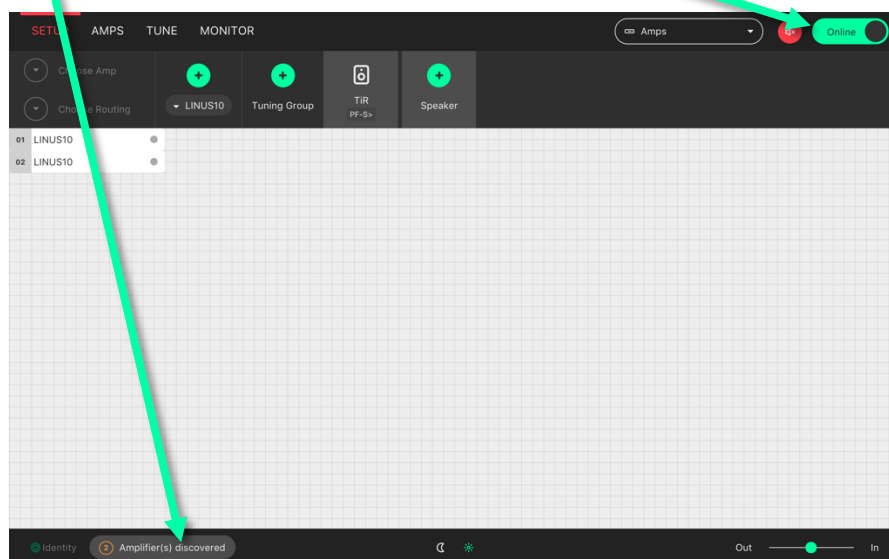 SETUP AMPS TUNE MONITOR Amps Online
Choose Amp
Choose Routing
LINUS10 Tuning Group TiR PF-S> Speaker
01 LINUS10
02 LINUS10
Identity 2 Amplifier(s) discovered Out In